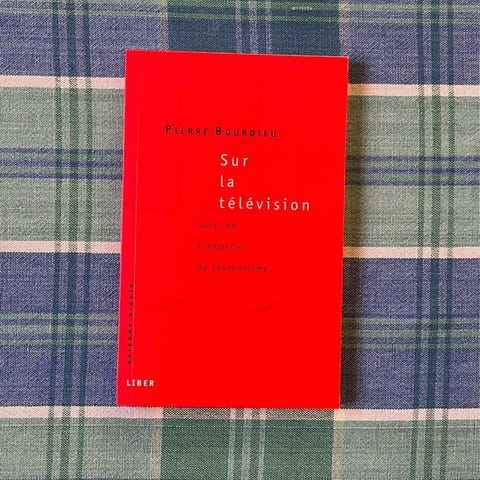 PIERRE BOURDIEU
Sur
la
télévision
suivi de
l'emprise
du journalisme
RAISONS D'AGIR
LIBER